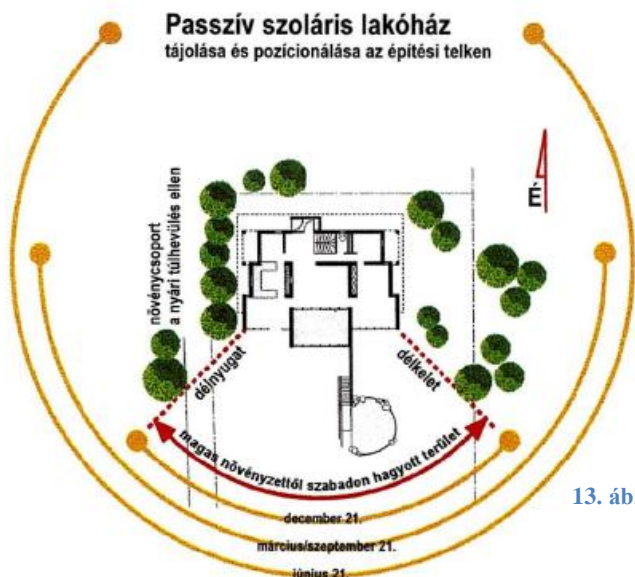 Passzív szoláris lakóház
tájolása és pozícionálása az építési telken
É
növénycsoport
a nyári túlhevülés ellen
délnyugat
délkelet
magas növényzettől szabadon hagyott terület
13. áb
december 21.
március/szeptember 21.
június 21.